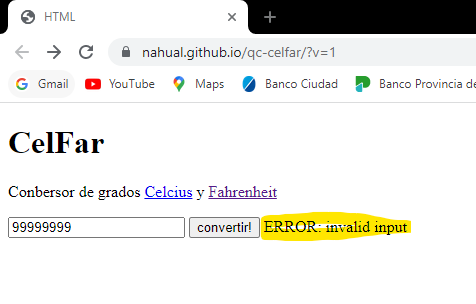 HTML
nahual.github.io/qc-celfar/?v=1
Gmail YouTube Maps Banco Ciudad Banco Provincia de
CelFar
Conbersor de grados Celcius y Fahrenheit
99999999 convertir! ERROR: invalid input